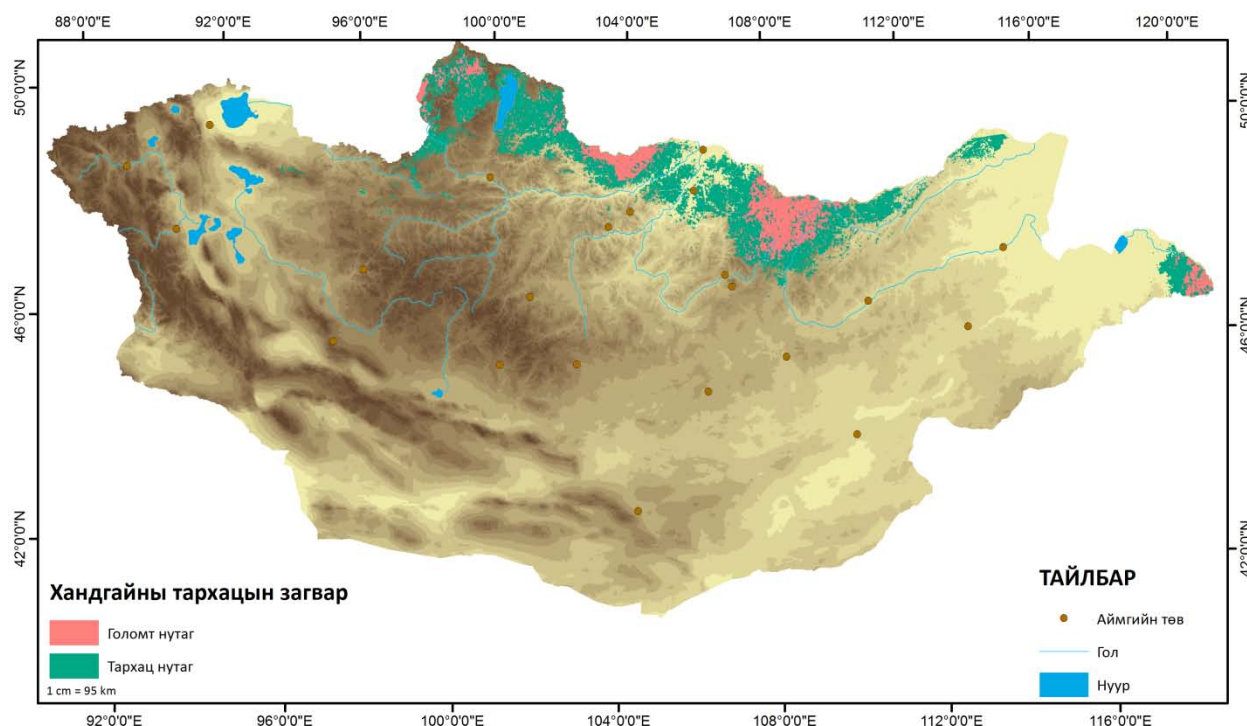 88°0'0"E 92°0'0"E 96°0'0"E 100°0'0"E 104°0'0"E 108°0'0"E 112°0'0"E 116°0'0"E 120°0'0"E
50°0'0"N
50°0'0"N
46°0'0"N
46°0'0"N
42°0'0"N
42°0'0"N
Хандгайны тархацын загвар
Голомт нутаг
Тархац нутаг
1 cm = 95 km
ТАЙЛБАР
Аймгийн төв
Гол
Нуур
92°0'0"E 96°0'0"E 100°0'0"E 104°0'0"E 108°0'0"E 112°0'0"E 116°0'0"E